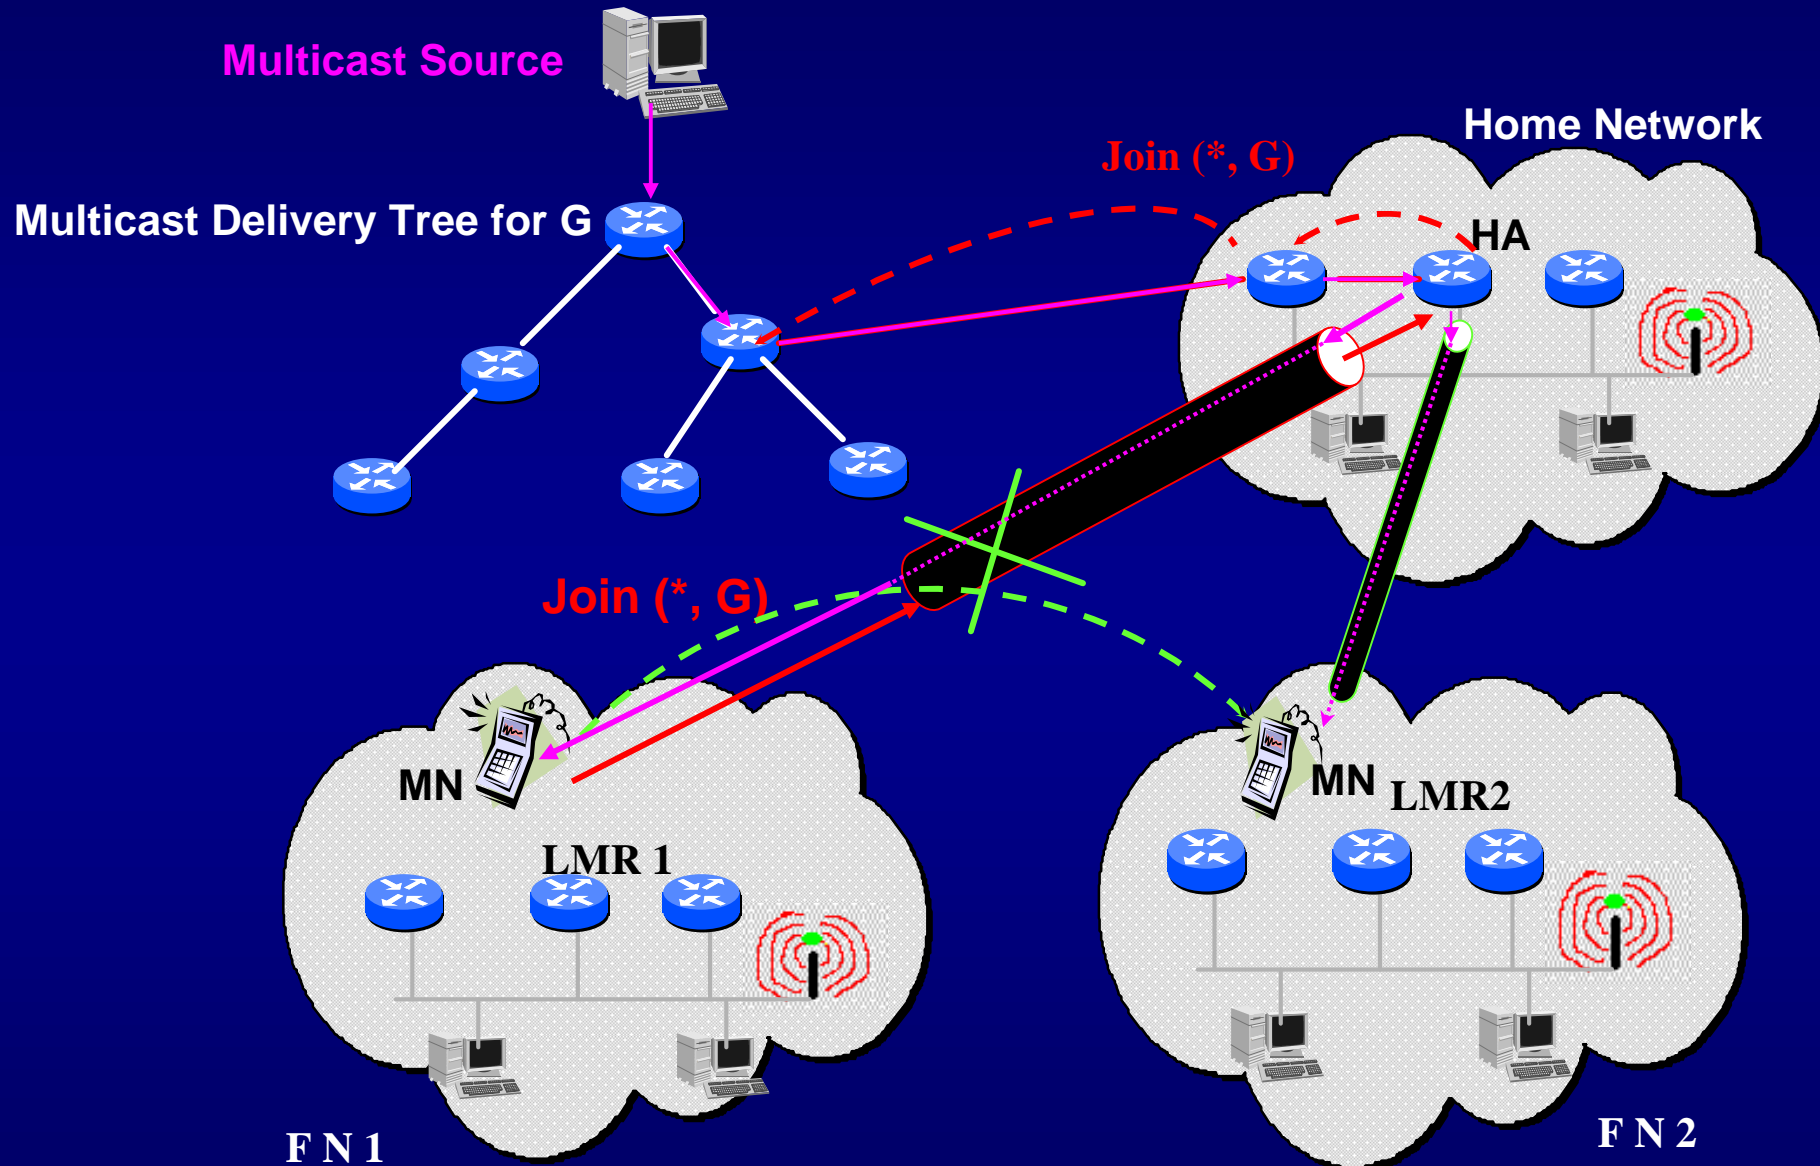 Multicast Source
Home Network
Join (*, G)
Multicast Delivery Tree for G
HA
Join (*, G)
MN
MN
LMR2
LMR 1
F N 1
F N 2